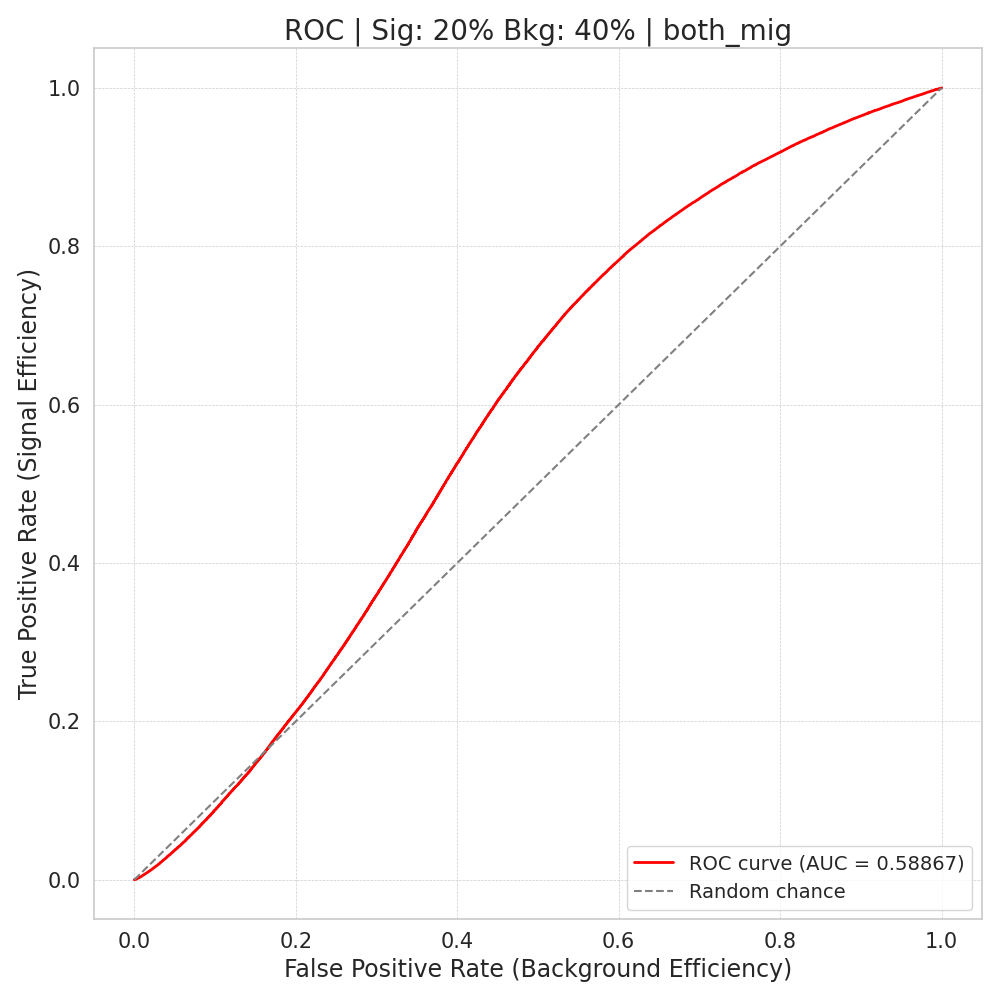 ROC | Sig: 20% Bkg: 40% | both_mig
True Positive Rate (Signal Efficiency)
1.0
0.8
0.6
0.4
0.2
0.0
ROC curve (AUC = 0.58867)
Random chance
0.0 0.2 0.4 0.6 0.8 1.0
False Positive Rate (Background Efficiency)